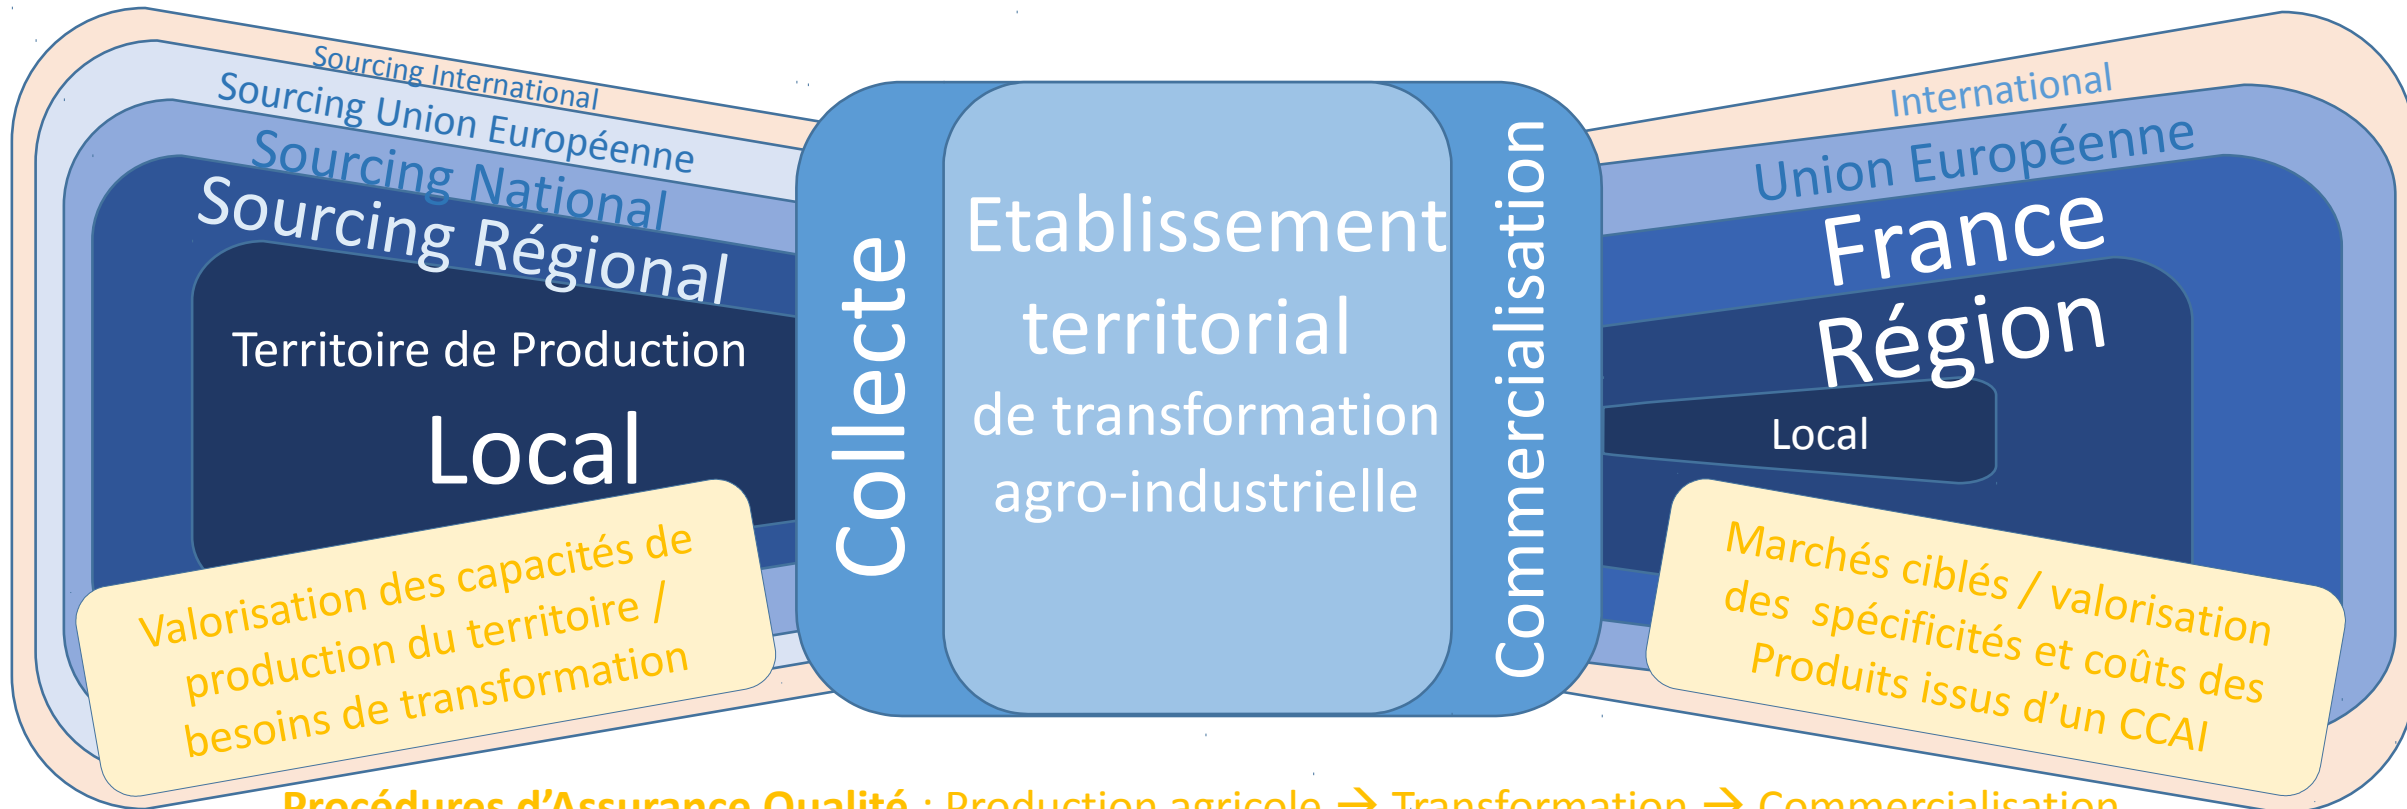 Sourcing International
Sourcing Union Européenne
Sourcing National
Sourcing Régional
Territoire de Production
Local
Valorisation des capacités de
production du territoire /
besoins de transformation
Collecte
Etablissement
territorial
de transformation
agro-industrielle
Commercialisation
International
Union Européenne
France
Région
Local
Marchés ciblés / valorisation
des spécificités et coûts des
Produits issus d’un CCAI
Procédures d’Assurance Qualité : Production agricole → Transformation → Commercialisation